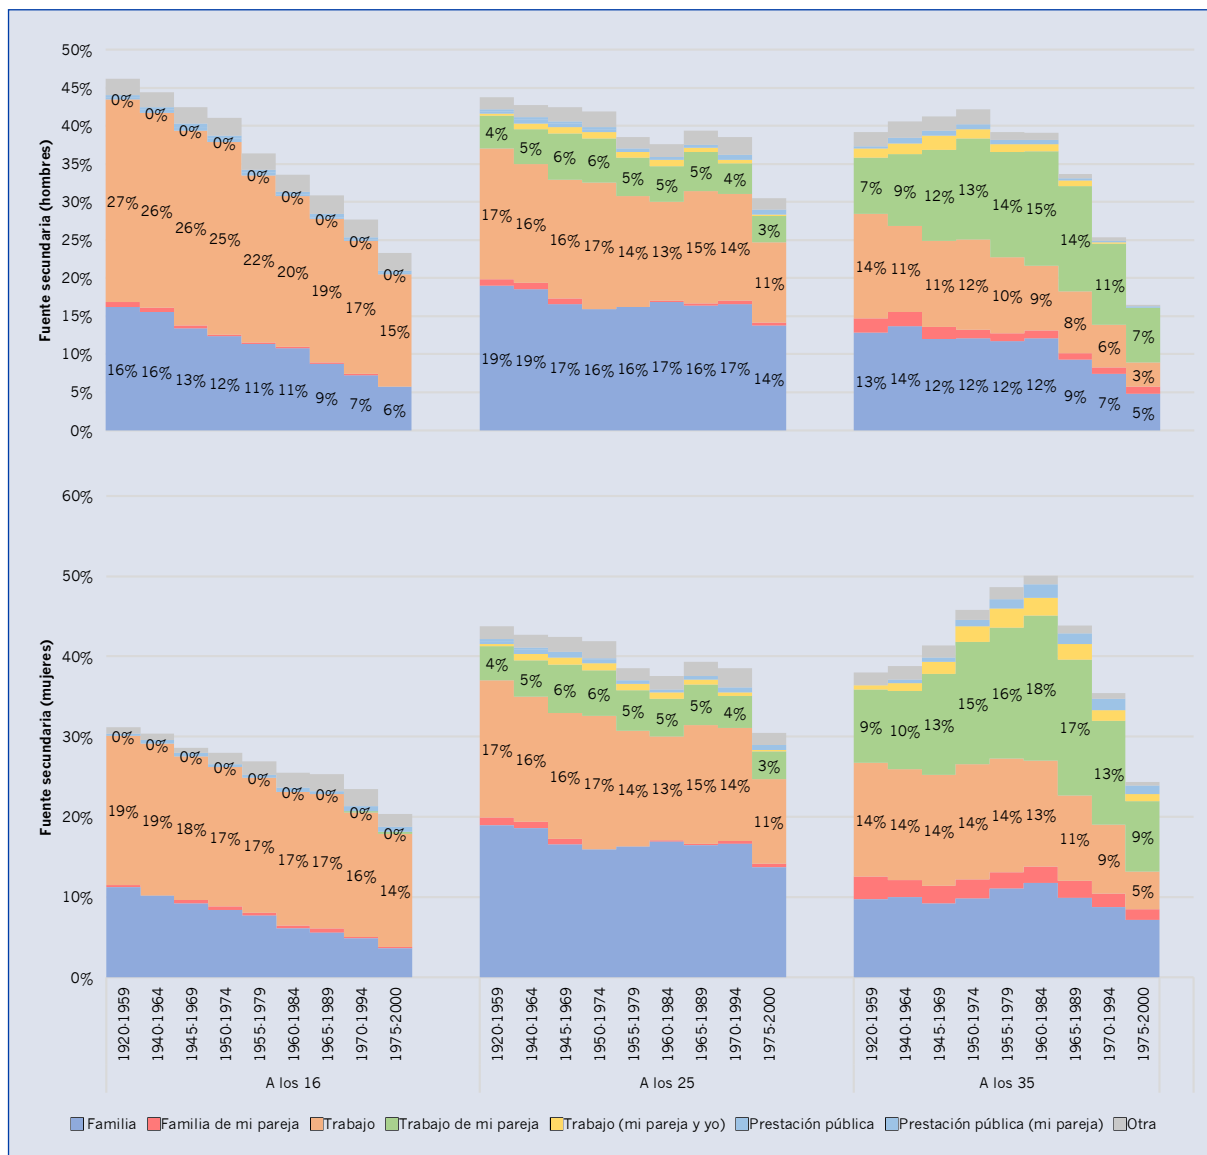 50%
45%
40%
35%
30%
25%
20%
15%
10%
5%
0%
Fuente secundaria (hombres)
0% 0% 0% 0% 0% 0% 0% 0% 0%
27% 26% 26% 25% 22% 20% 19% 17% 15%
16% 16% 13% 12% 11% 11% 9% 7% 6%
4% 5% 6% 6% 5% 5% 5% 4% 3%
17% 16% 16% 17% 14% 13% 15% 14% 11%
19% 19% 17% 16% 16% 17% 16% 17% 14%
7% 9% 12% 13% 14% 15% 14% 11% 7%
14% 11% 11% 12% 10% 9% 8% 6% 3%
13% 14% 12% 12% 12% 12% 9% 7% 5%
60%
50%
40%
30%
20%
10%
0%
Fuente secundaria (mujeres)
0% 0% 0% 0% 0% 0% 0% 0% 0%
19% 19% 18% 17% 17% 17% 17% 16% 14%
4% 5% 6% 6% 5% 5% 5% 4% 3%
17% 16% 16% 17% 14% 13% 15% 14% 11%
9% 10% 13% 15% 16% 18% 17% 13% 9%
14% 14% 14% 14% 14% 13% 11% 9% 5%
1920-1959 1940-1964 1945-1969 1950-1974 1955-1979 1960-1984 1965-1989 1970-1994 1975-2000
1920-1959 1940-1964 1945-1969 1950-1974 1955-1979 1960-1984 1965-1989 1970-1994 1975-2000
1920-1959 1940-1964 1945-1969 1950-1974 1955-1979 1960-1984 1965-1989 1970-1994 1975-2000
A los 16 A los 25 A los 35
Familia Familia de mi pareja Trabajo Trabajo de mi pareja Trabajo (mi pareja y yo) Prestación pública Prestación pública (mi pareja) Otra